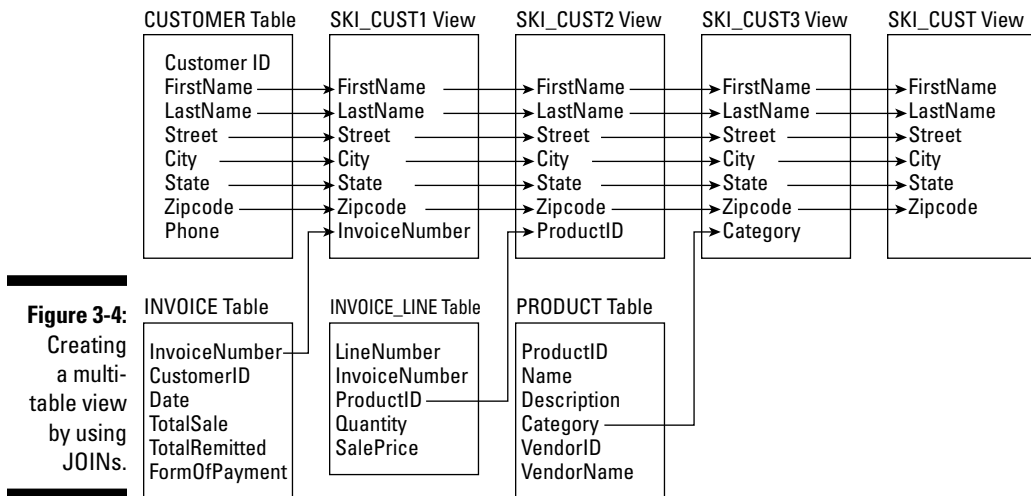 CUSTOMER Table
Customer ID
FirstName
LastName
Street
City
State
Zipcode
Phone
SKI_CUST1 View
FirstName
LastName
Street
City
State
Zipcode
InvoiceNumber
SKI_CUST2 View
FirstName
LastName
Street
City
State
Zipcode
ProductID
SKI_CUST3 View
FirstName
LastName
Street
City
State
Zipcode
Category
SKI_CUST View
FirstName
LastName
Street
City
State
Zipcode
Figure 3-4:
Creating
a multi-
table view
by using
JOINs.
INVOICE Table
InvoiceNumber
CustomerID
Date
TotalSale
TotalRemitted
FormOfPayment
INVOICE_LINE Table
LineNumber
InvoiceNumber
ProductID
Quantity
SalePrice
PRODUCT Table
ProductID
Name
Description
Category
VendorID
VendorName